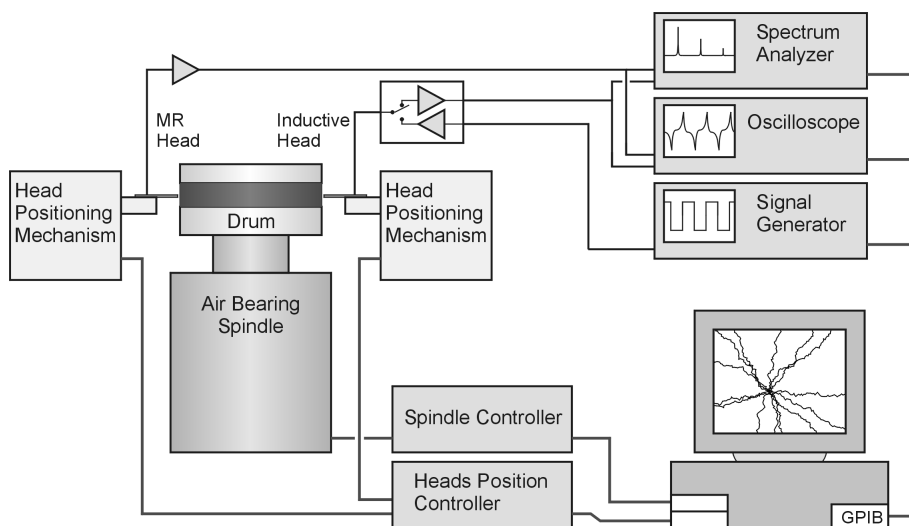 Spectrum
Analyzer
MR
Head
Inductive
Head
Oscilloscope
Head
Positioning
Mechanism
Drum
Head
Positioning
Mechanism
Signal
Generator
Air Bearing
Spindle
Spindle Controller
Heads Position
Controller
GPIB